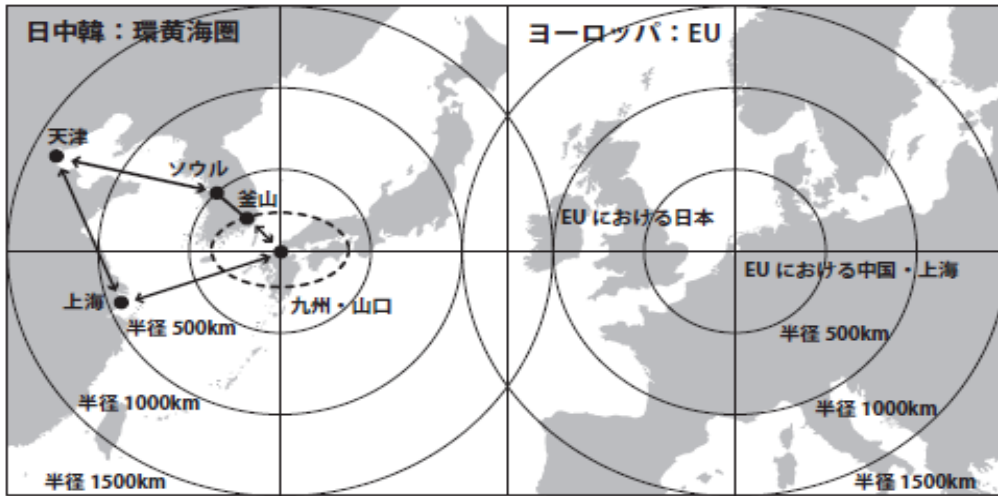 日中韓：環黄海圏
天津
ソウル
釜山
上海
九州・山口
半径 500km
半径 1000km
半径 1500km
ヨーロッパ：EU
EU における日本
EU における中国・上海
半径 500km
半径 1000km
半径 1500km